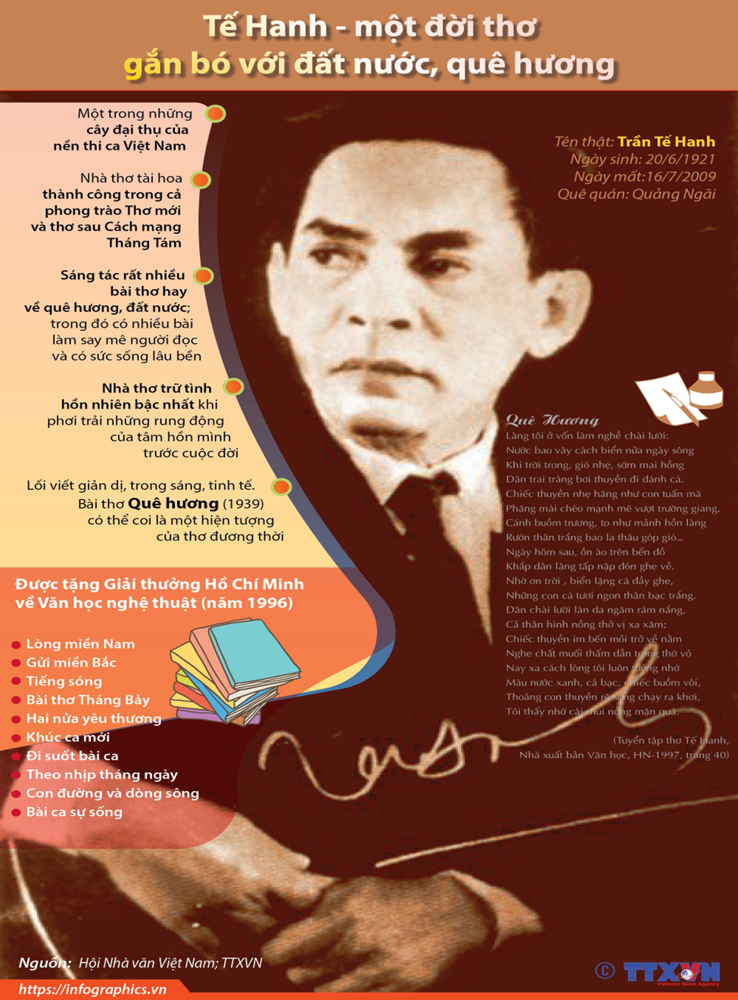 Tế Hanh - một đời thơ
gắn bó với đất nước, quê hương
Một trong những
cây đại thụ của
nền thi ca Việt Nam
Nhà thơ tài hoa
thành công trong cả
phong trào Thơ mới
và thơ sau Cách mạng
Tháng Tám
Sáng tác rất nhiều
bài thơ hay
về quê hương, đất nước;
trong đó có nhiều bài
làm say mê người đọc
và có sức sống lâu bền
Nhà thơ trữ tình
hồn nhiên bậc nhất khi
phơi trải những rung động
của tâm hồn mình
trước cuộc đời
Lối viết giản dị, trong sáng, tinh tế.
Bài thơ Quê hương (1939)
có thể coi là một hiện tượng
của thơ đương thời
Tên thật: Trần Tế Hanh
Ngày sinh: 20/6/1921
Ngày mất:16/7/2009
Quê quán: Quảng Ngãi
Quê Hương
Làng tôi ở vốn làm nghề chài lưới:
Nước bao vây cách biển nửa ngày sông
Khi trời trong, gió nhẹ, sớm mai hồng
Dân trai tráng bơi thuyền đi đánh cá.
Chiếc thuyền nhẹ hăng như con tuấn mã
Phăng mái chèo mạnh mẽ vượt trường giang.
Cánh buồm trương, to như mảnh hồn làng
Rướn thân trắng bao la thâu góp gió...
Ngày hôm sau, ồn ào trên bến đỗ
Khắp dân làng tấp nập đón ghe về.
Nhờ ơn trời , biển lặng cá đầy ghe,
Những con cá tươi ngon thân bạc trắng.
Dân chài lưới làn da ngăm rám nắng,
Cả thân hình nồng thở vị xa xăm;
Chiếc thuyền im bến mỏi trở về nằm
Nghe chất muối thấm dần trong thớ vỏ
Nay xa cách lòng tôi luôn tưởng nhớ
Màu nước xanh, cá bạc, chiếc buồm vôi,
Thoáng con thuyền rẽ sóng chạy ra khơi,
Tôi thấy nhớ cái mùi nồng mặn quá.
(Tuyển tập thơ Tế Hanh,
Nhà xuất bản Văn học, HN-1997, trang 40)
Được tặng Giải thưởng Hồ Chí Minh
về Văn học nghệ thuật (năm 1996)
Lòng miền Nam
Gửi miền Bắc
Tiếng sóng
Bài thơ Tháng Bảy
Hai nửa yêu thương
Khúc ca mới
Đi suốt bài ca
Theo nhịp tháng ngày
Con đường và dòng sông
Bài ca sự sống
Nguồn: Hội Nhà văn Việt Nam; TTXVN
https://infographics.vn
© TTXVN
Vietnam News Agency